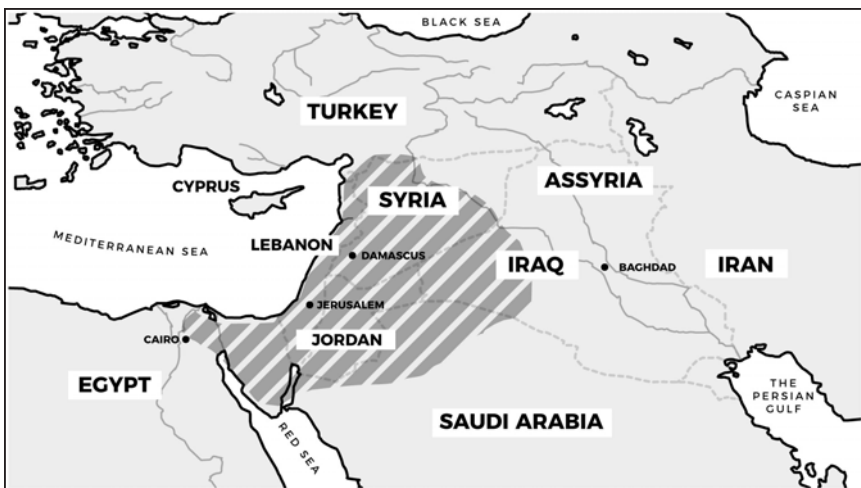 BLACK SEA
CASPIAN
SEA
TURKEY
CYPRUS
SYRIA
ASSYRIA
MEDITERRANEAN SEA
LEBANON
DAMASCUS
IRAQ
BAGHDAD
IRAN
JERUSALEM
CAIRO
JORDAN
EGYPT
THE
PERSIAN
GULF
RED SEA
SAUDI ARABIA